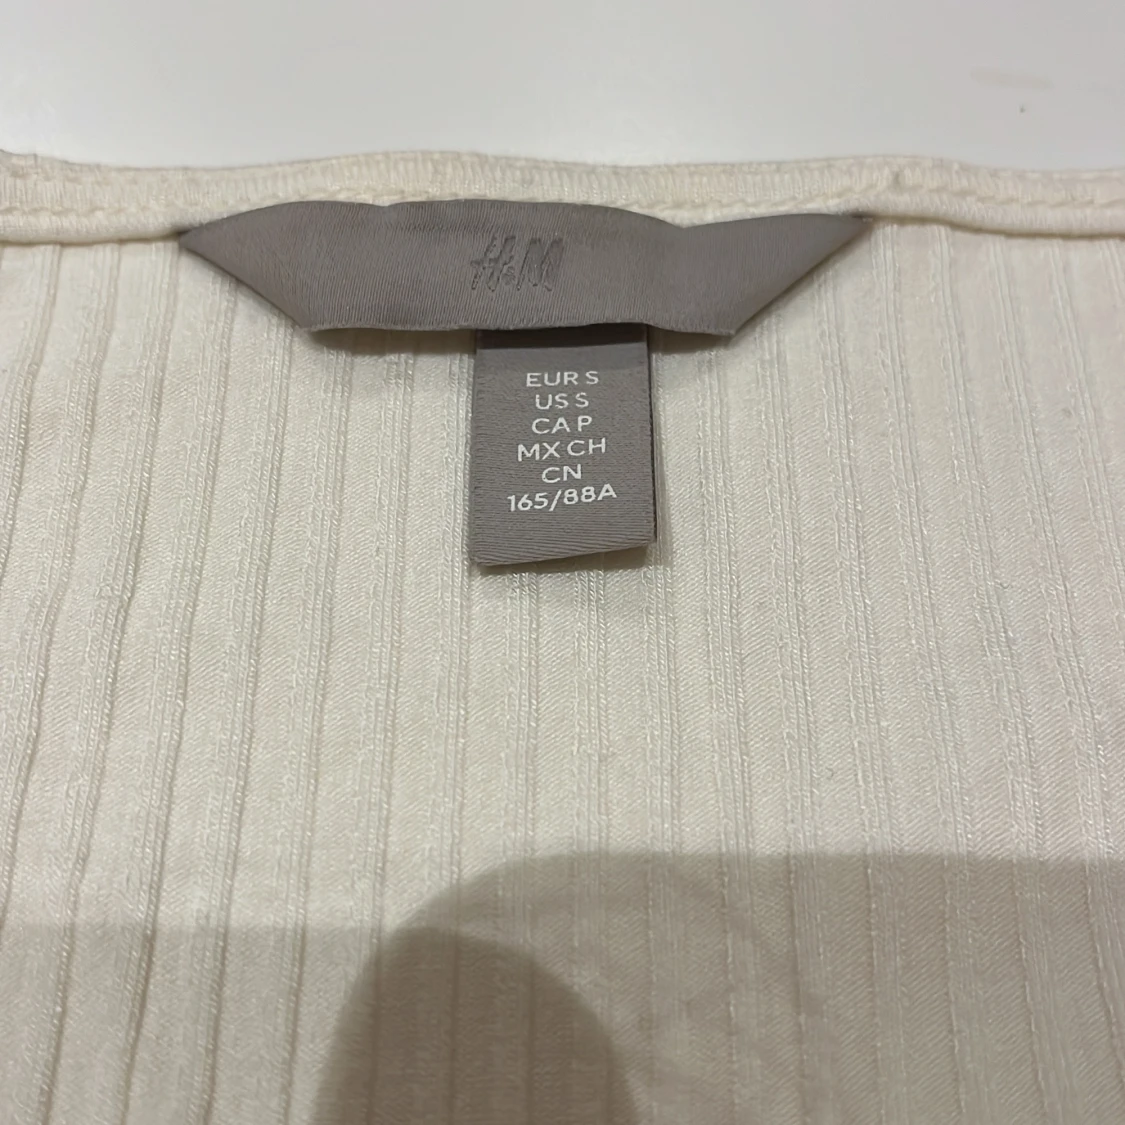 H&M
EUR S
US S
CA P
MX CH
CN
165/88A